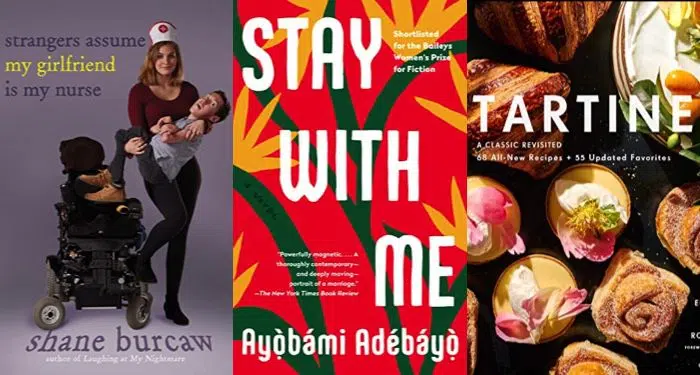 strangers assume
my girlfriend
is my nurse
shane burcaw
author of Laughing at My Nightmare
STAY
WITH
ME
Shortlisted
for the Baileys
Women's Prize
for Fiction
A NOVEL
"Powerfully magnetic. . . . A
thoroughly contemporary—
and deeply moving—
portrait of a marriage."
—The New York Times Book Review
Ayọ̀bámi Adébáyọ̀
TARTINE
A CLASSIC REVISITED
68 All-New Recipes + 55 Updated Favorites